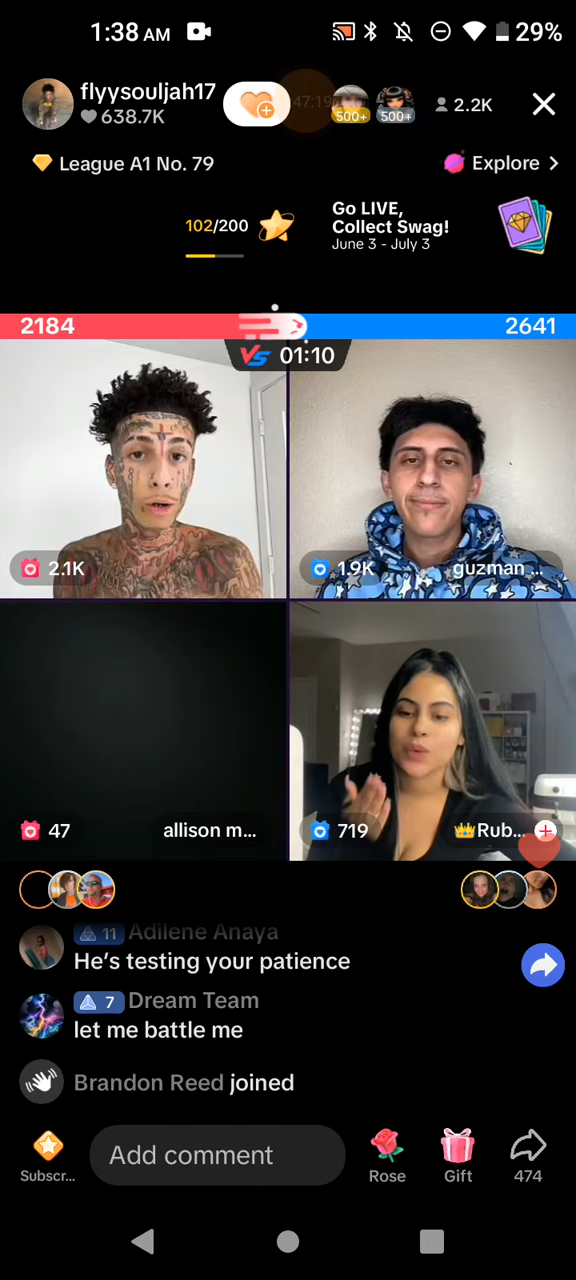 1:38 AM
29%
flyysouljah17
638.7K
47:19
500+
500+
2.2K
League A1 No. 79
Explore >
102/200
Go LIVE,
Collect Swag!
June 3 - July 3
2184
2641
VS 01:10
2.1K
1.9K
guzman ...
47
allison m...
719
Rub...
11 Adilene Anaya
He's testing your patience
7 Dream Team
let me battle me
Brandon Reed joined
Subscr...
Add comment
Rose
Gift
474